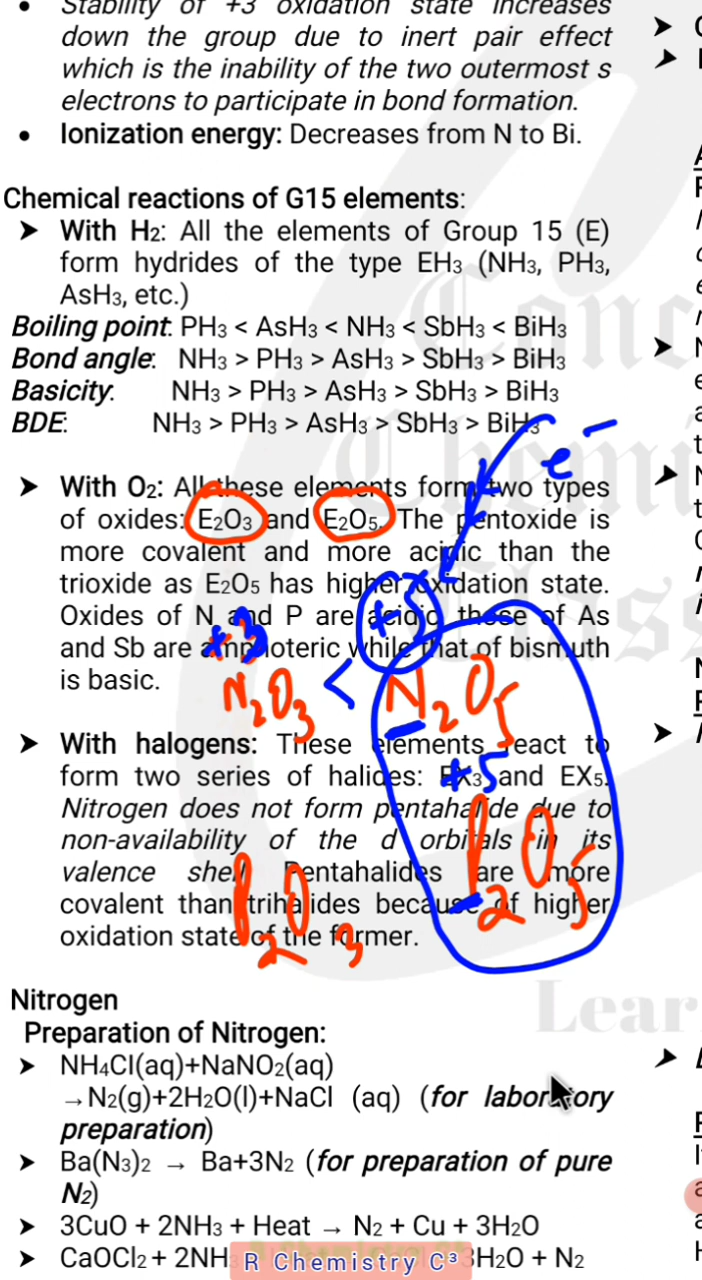 • Stability of +3 oxidation state increases
down the group due to inert pair effect
which is the inability of the two outermost s
electrons to participate in bond formation.
• Ionization energy: Decreases from N to Bi.
Chemical reactions of G15 elements:
➤ With H₂: All the elements of Group 15 (E)
form hydrides of the type EH₃ (NH₃, PH₃,
AsH₃, etc.)
Boiling point: PH₃ < AsH₃ < NH₃ < SbH₃ < BiH₃
Bond angle: NH₃ > PH₃ > AsH₃ > SbH₃ > BiH₃
Basicity: NH₃ > PH₃ > AsH₃ > SbH₃ > BiH₃
BDE: NH₃ > PH₃ > AsH₃ > SbH₃ > BiH₃
e⁻
➤ With O₂: All these elements form two types
of oxides: E₂O₃ and E₂O₅. The pentoxide is
more covalent and more acidic than the
trioxide as E₂O₅ has higher oxidation state.
Oxides of N and P are acidic, those of As
+5
and Sb are amphoteric while that of bismuth
+3
is basic.
N₂O₃ < N₂O₅
➤ With halogens: These elements react to
form two series of halides: EX₃ and EX₅.
+5
Nitrogen does not form pentahalide due to
non-availability of the d orbitals in its
valence shell. Pentahalides are more
covalent than trihalides because of higher
oxidation state of the former.
P₂O₃ P₂O₅
Nitrogen
Preparation of Nitrogen:
➤ NH₄Cl(aq)+NaNO₂(aq)
→N₂(g)+2H₂O(l)+NaCl (aq) (for laboratory
preparation)
➤ Ba(N₃)₂ → Ba+3N₂ (for preparation of pure
N₂)
➤ 3CuO + 2NH₃ + Heat → N₂ + Cu + 3H₂O
➤ CaOCl₂ + 2NH₃ 3H₂O + N₂
R Chemistry C³
Conc
Chemi
Class
Lear